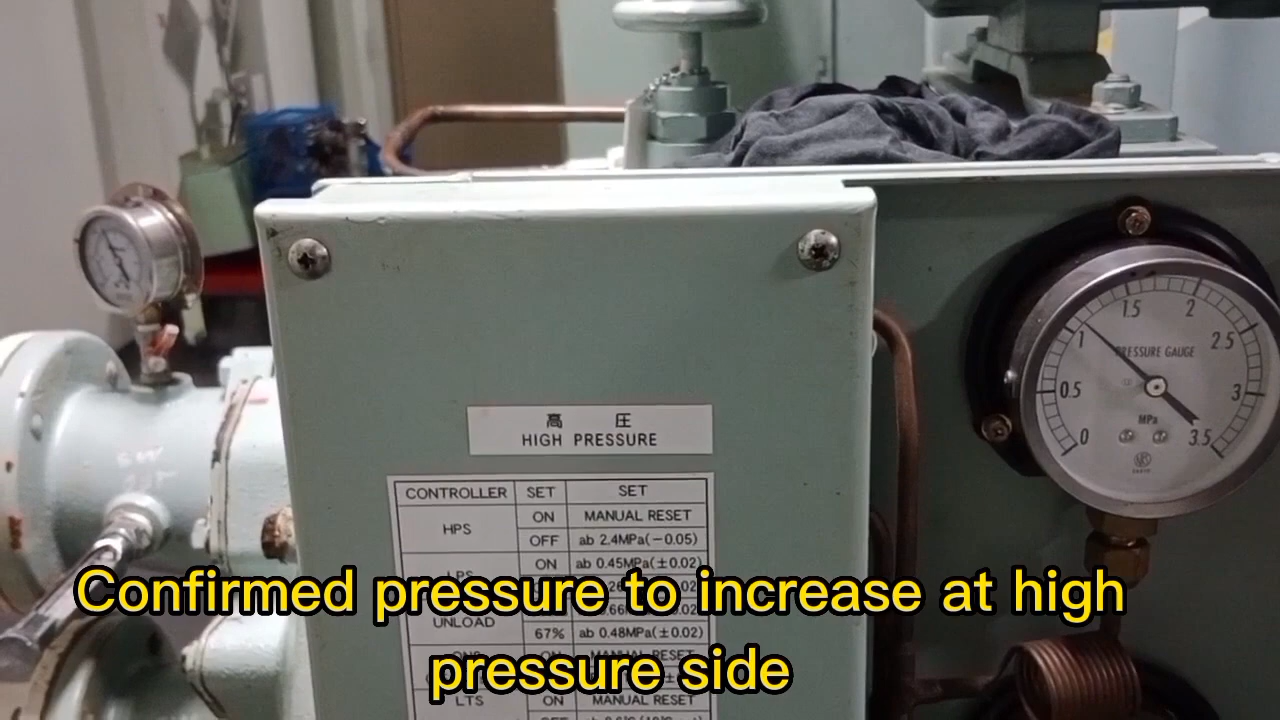 高 圧
HIGH PRESSURE
CONTROLLER SET SET
HPS ON MANUAL RESET
OFF ab 2.4MPa(−0.05)
LPS ON ab 0.45MPa(±0.02)
UNLOAD
67% ab 0.48MPa(±0.02)
ON MANUAL RESET
LTS ON MANUAL RESET
OFF
0 0.5 1 1.5 2 2.5 3 3.5
PRESSURE GAUGE
MPa
Confirmed pressure to increase at high
pressure side